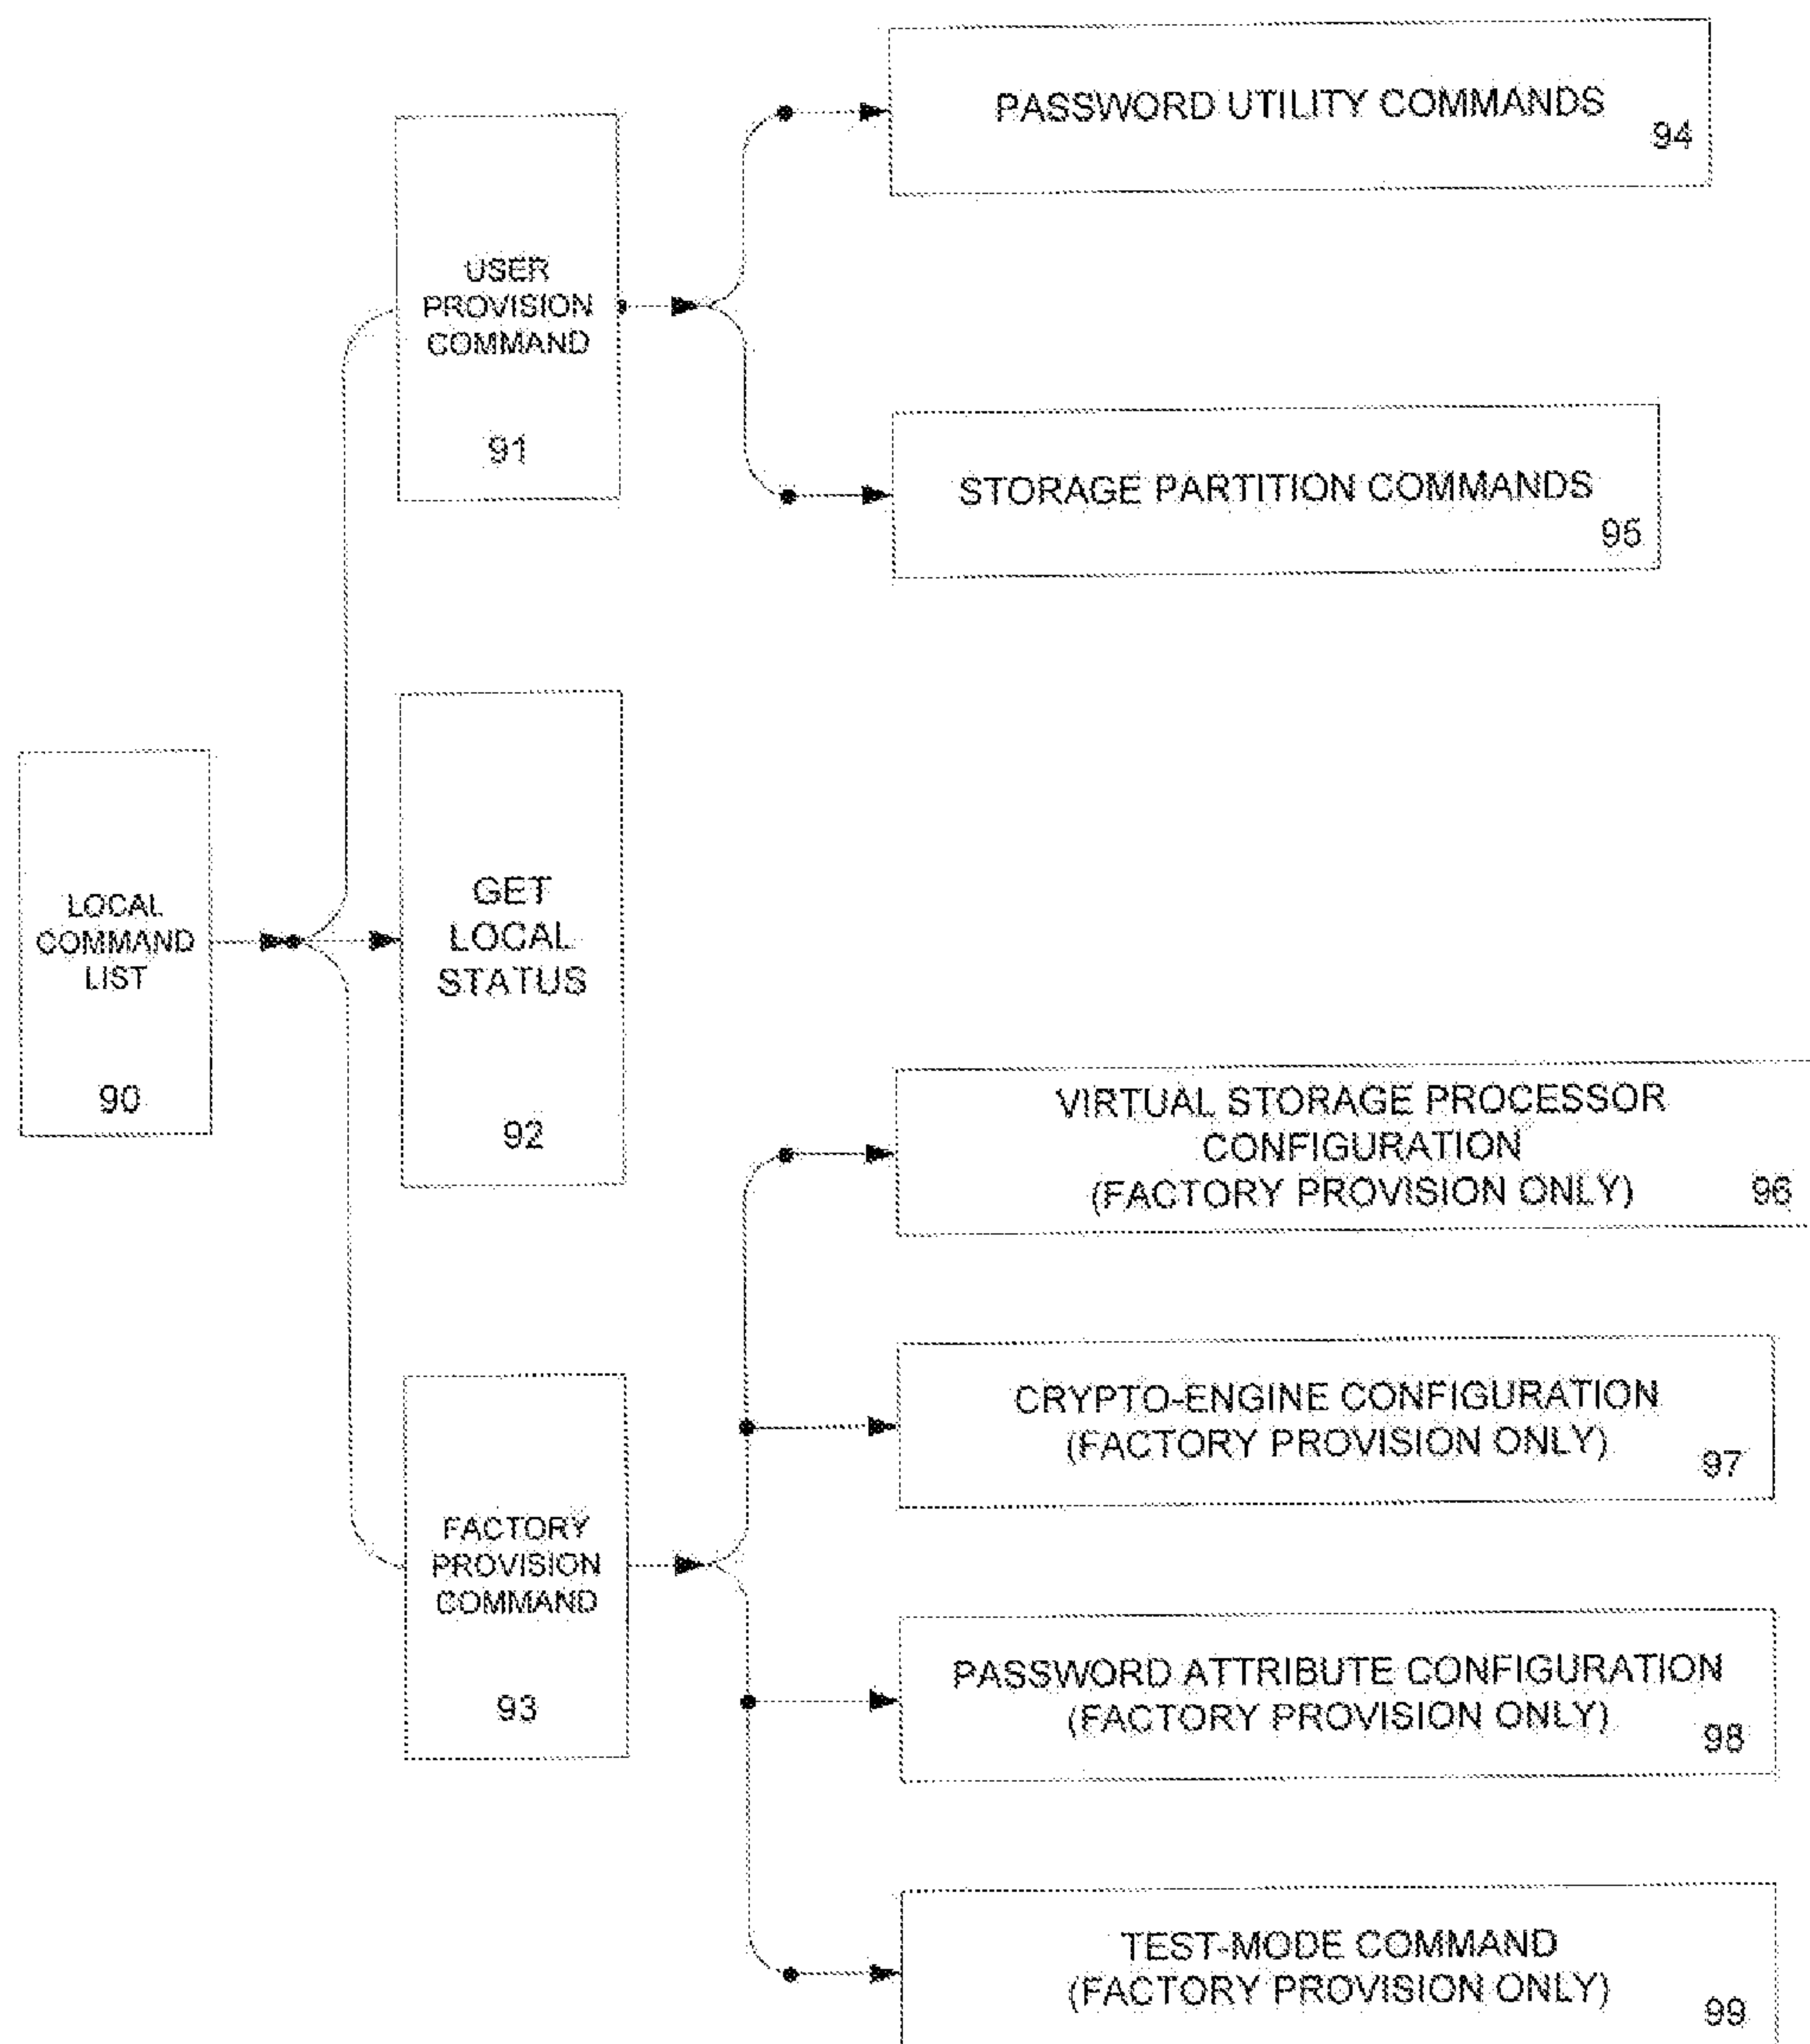 PASSWORD UTILITY COMMANDS
94
USER
PROVISION
COMMAND
91
STORAGE PARTITION COMMANDS
95
LOCAL
COMMAND
LIST
90
GET
LOCAL
STATUS
92
VIRTUAL STORAGE PROCESSOR
CONFIGURATION
(FACTORY PROVISION ONLY)
96
CRYPTO-ENGINE CONFIGURATION
(FACTORY PROVISION ONLY)
97
FACTORY
PROVISION
COMMAND
93
PASSWORD ATTRIBUTE CONFIGURATION
(FACTORY PROVISION ONLY)
98
TEST-MODE COMMAND
(FACTORY PROVISION ONLY)
99